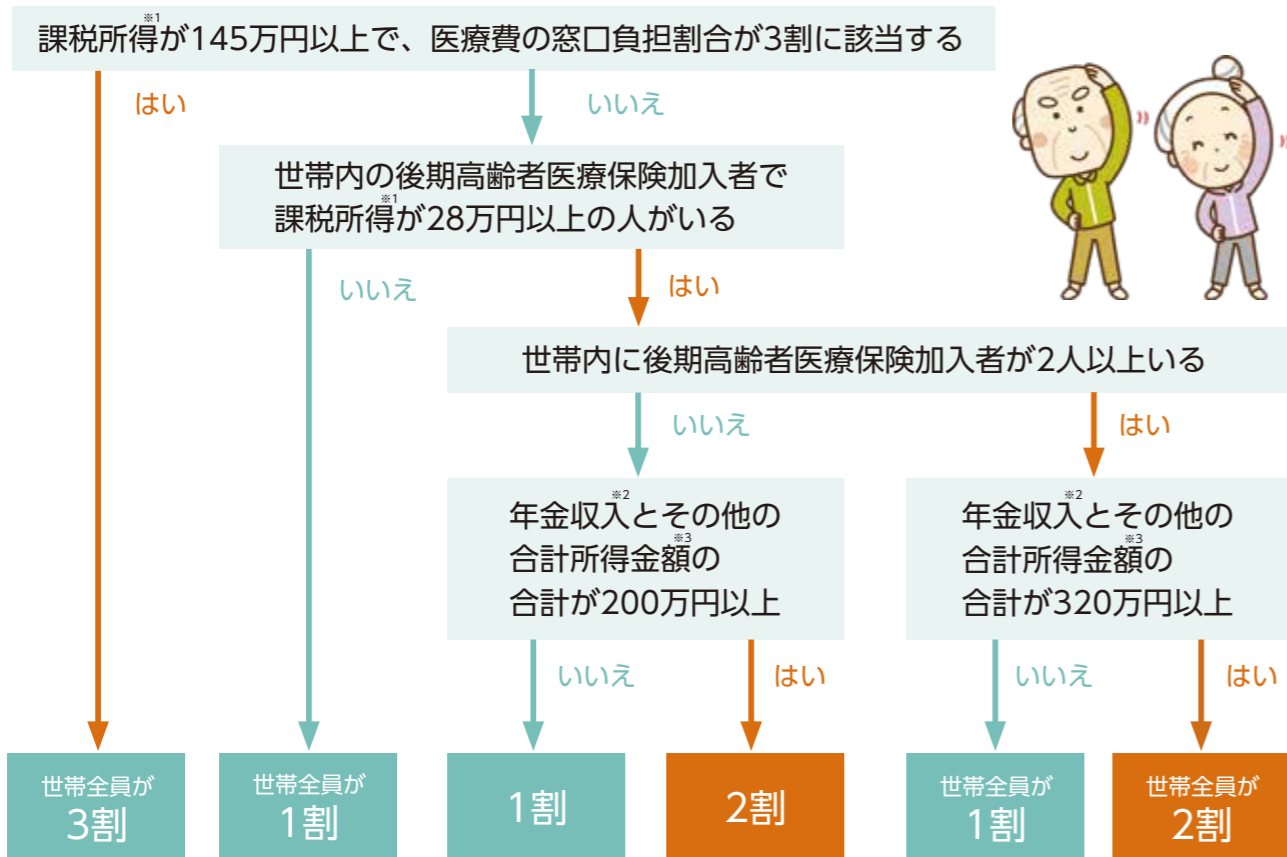 課税所得※1が145万円以上で、医療費の窓口負担割合が3割に該当する
はい
いいえ
世帯内の後期高齢者医療保険加入者で
課税所得※1が28万円以上の人がいる
いいえ
はい
世帯内に後期高齢者医療保険加入者が2人以上いる
いいえ
はい
年金収入※2とその他の
合計所得金額※3の
合計が200万円以上
年金収入※2とその他の
合計所得金額※3の
合計が320万円以上
いいえ
はい
いいえ
はい
世帯全員が
3割
世帯全員が
1割
1割
2割
世帯全員が
1割
世帯全員が
2割